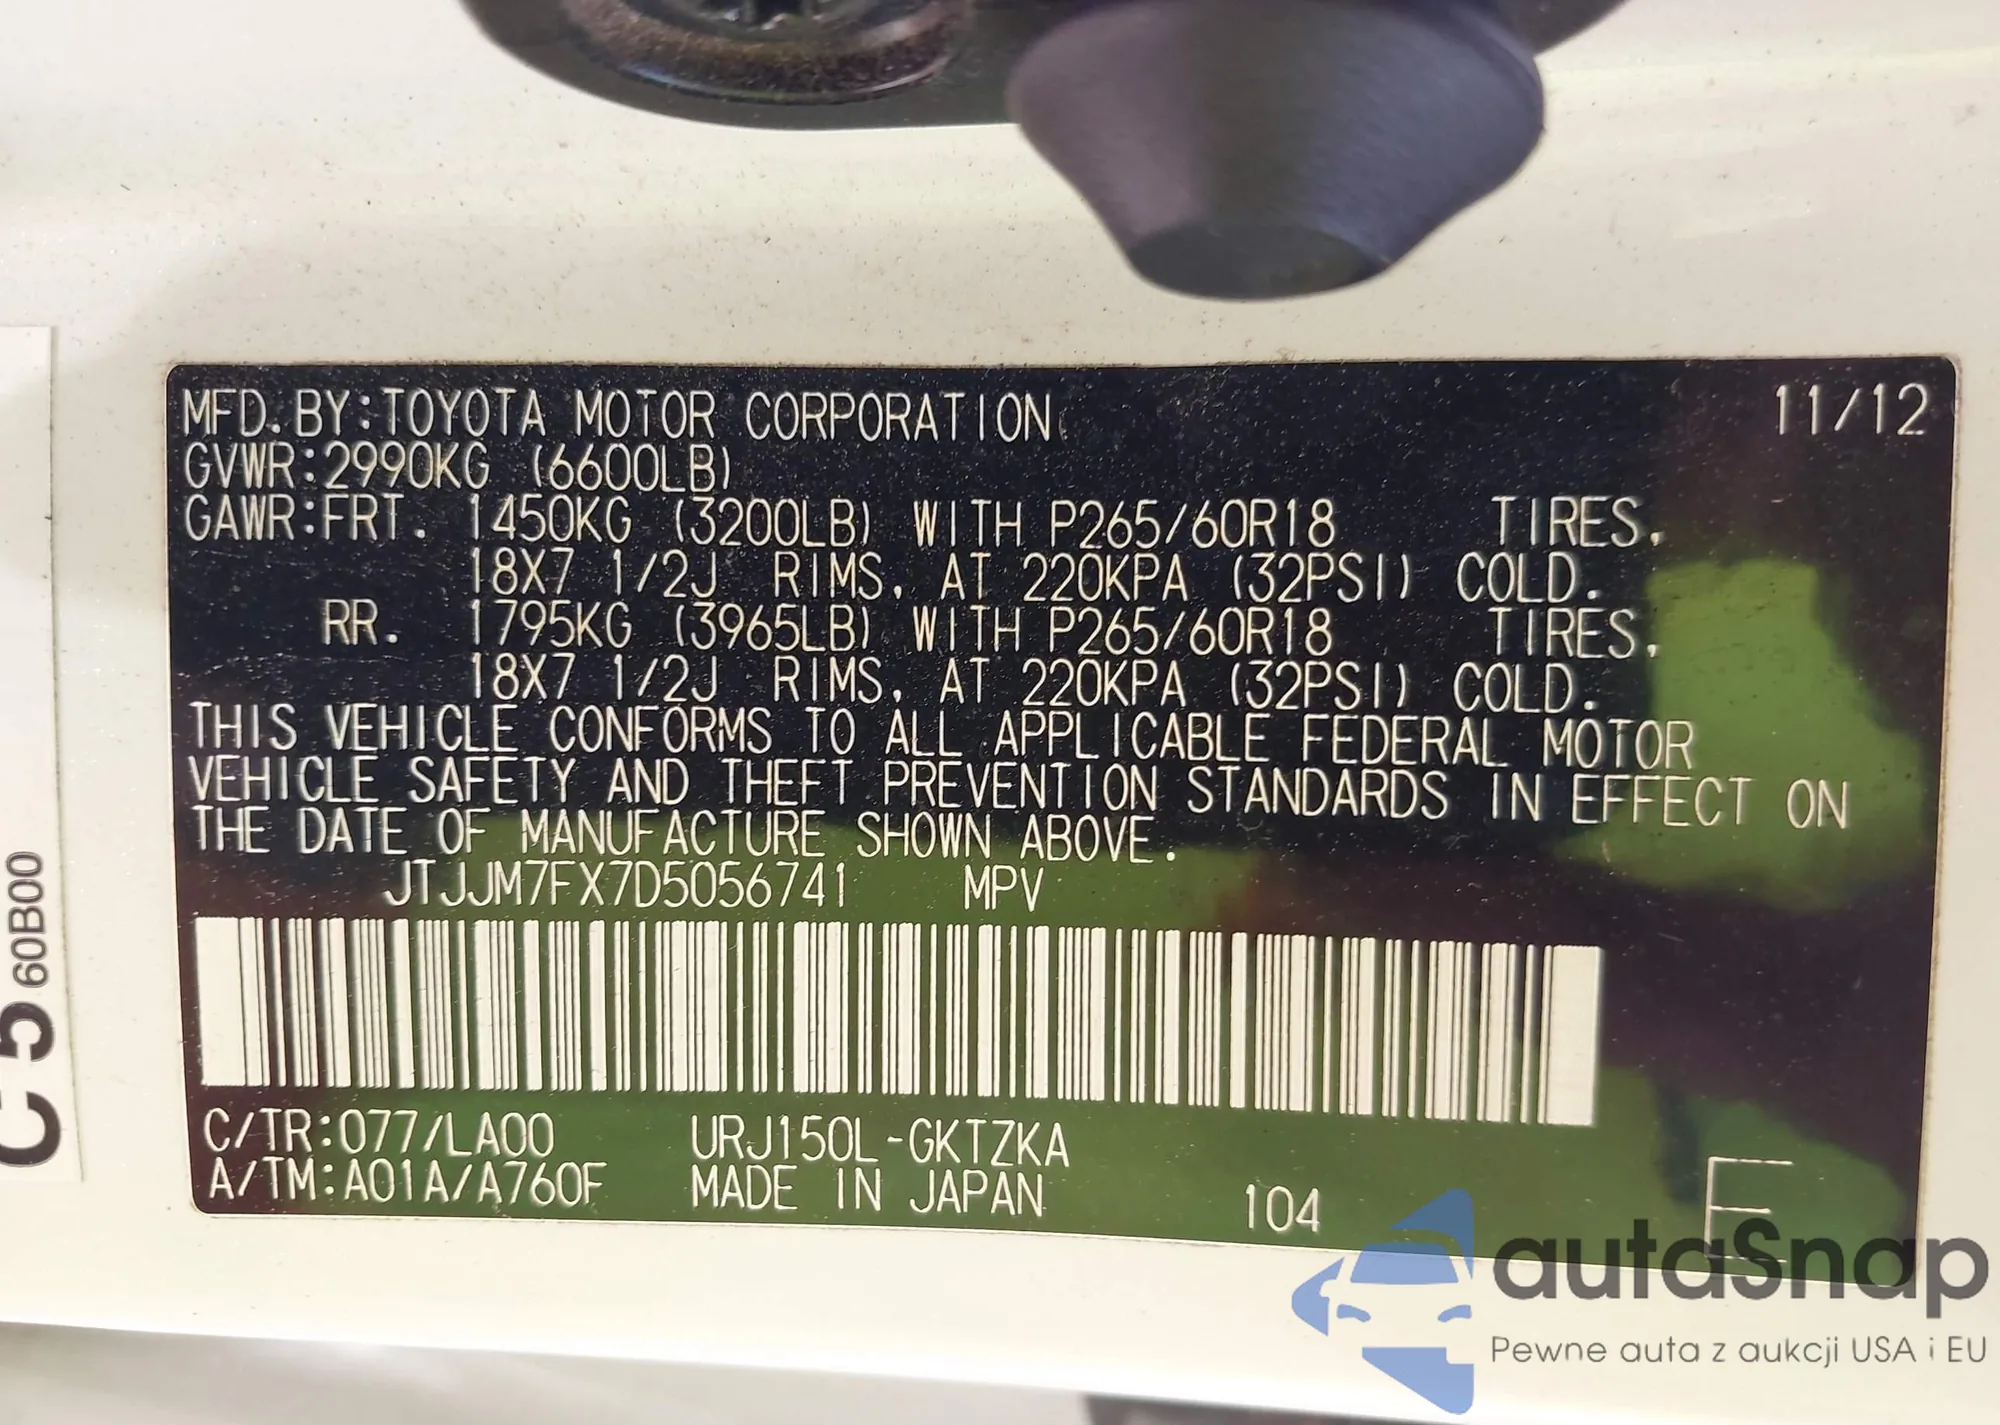 MFD. BY:TOYOTA MOTOR CORPORATION 11/12
GVWR:2990KG (6600LB)
GAWR:FRT. 1450KG (3200LB) WITH P265/60R18 TIRES,
18X7 1/2J RIMS, AT 220KPA (32PSI) COLD.
RR. 1795KG (3965LB) WITH P265/60R18 TIRES,
18X7 1/2J RIMS, AT 220KPA (32PSI) COLD.
THIS VEHICLE CONFORMS TO ALL APPLICABLE FEDERAL MOTOR
VEHICLE SAFETY AND THEFT PREVENTION STANDARDS IN EFFECT ON
THE DATE OF MANUFACTURE SHOWN ABOVE.
JTJJM7FX7D5056741 MPV
C/TR:077/LA00 URJ150L-GKTZKA
A/TM:A01A/A760F MADE IN JAPAN 104 E
C 5 60B00
autaSnap
Pewne auta z aukcji USA i EU